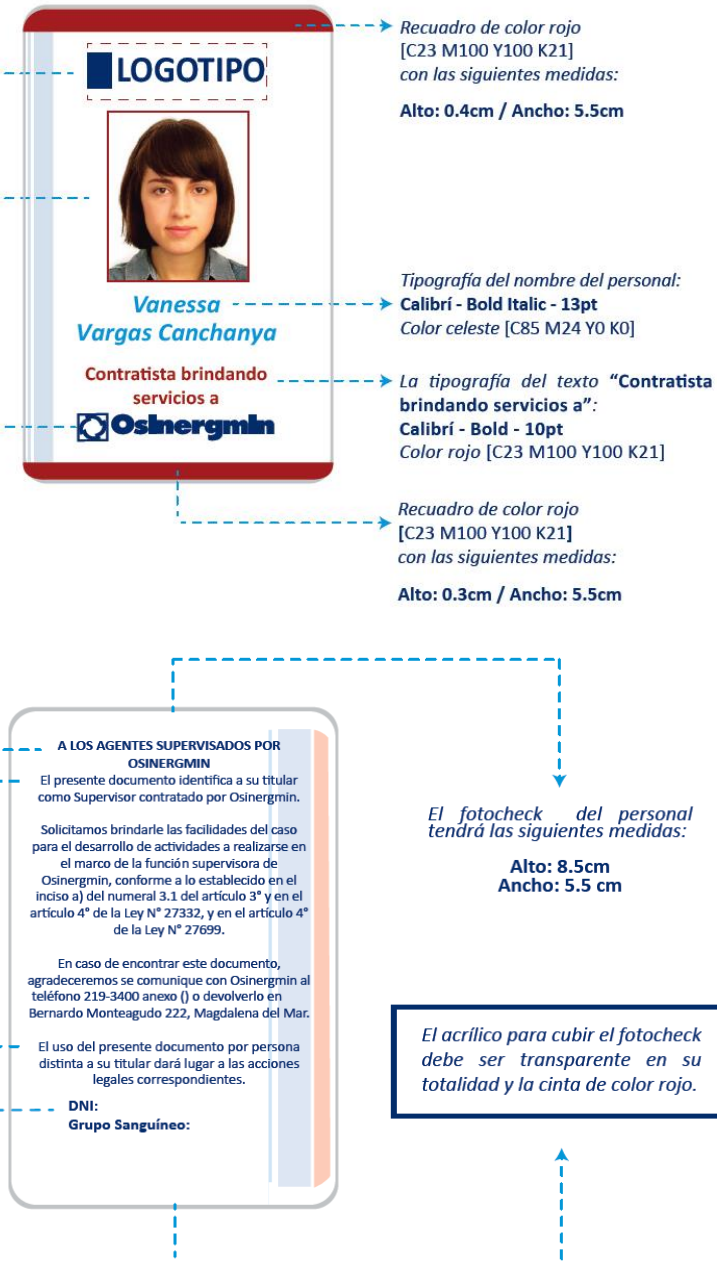 LOGOTIPO
Vanessa
Vargas Canchanya
Contratista brindando
servicios a
Osinergmin
Recuadro de color rojo
[C23 M100 Y100 K21]
con las siguientes medidas:
Alto: 0.4cm / Ancho: 5.5cm
Tipografía del nombre del personal:
Calibrí - Bold Italic - 13pt
Color celeste [C85 M24 Y0 K0]
La tipografía del texto “Contratista
brindando servicios a”:
Calibrí - Bold - 10pt
Color rojo [C23 M100 Y100 K21]
Recuadro de color rojo
[C23 M100 Y100 K21]
con las siguientes medidas:
Alto: 0.3cm / Ancho: 5.5cm
A LOS AGENTES SUPERVISADOS POR
OSINERGMIN
El presente documento identifica a su titular
como Supervisor contratado por Osinergmin.
Solicitamos brindarle las facilidades del caso
para el desarrollo de actividades a realizarse en
el marco de la función supervisora de
Osinergmin, conforme a lo establecido en el
inciso a) del numeral 3.1 del artículo 3° y en el
artículo 4° de la Ley N° 27332, y en el artículo 4°
de la Ley N° 27699.
En caso de encontrar este documento,
agradeceremos se comunique con Osinergmin al
teléfono 219-3400 anexo () o devolverlo en
Bernardo Monteagudo 222, Magdalena del Mar.
El uso del presente documento por persona
distinta a su titular dará lugar a las acciones
legales correspondientes.
DNI:
Grupo Sanguíneo:
El fotocheck del personal
tendrá las siguientes medidas:
Alto: 8.5cm
Ancho: 5.5 cm
El acrílico para cubir el fotocheck
debe ser transparente en su
totalidad y la cinta de color rojo.